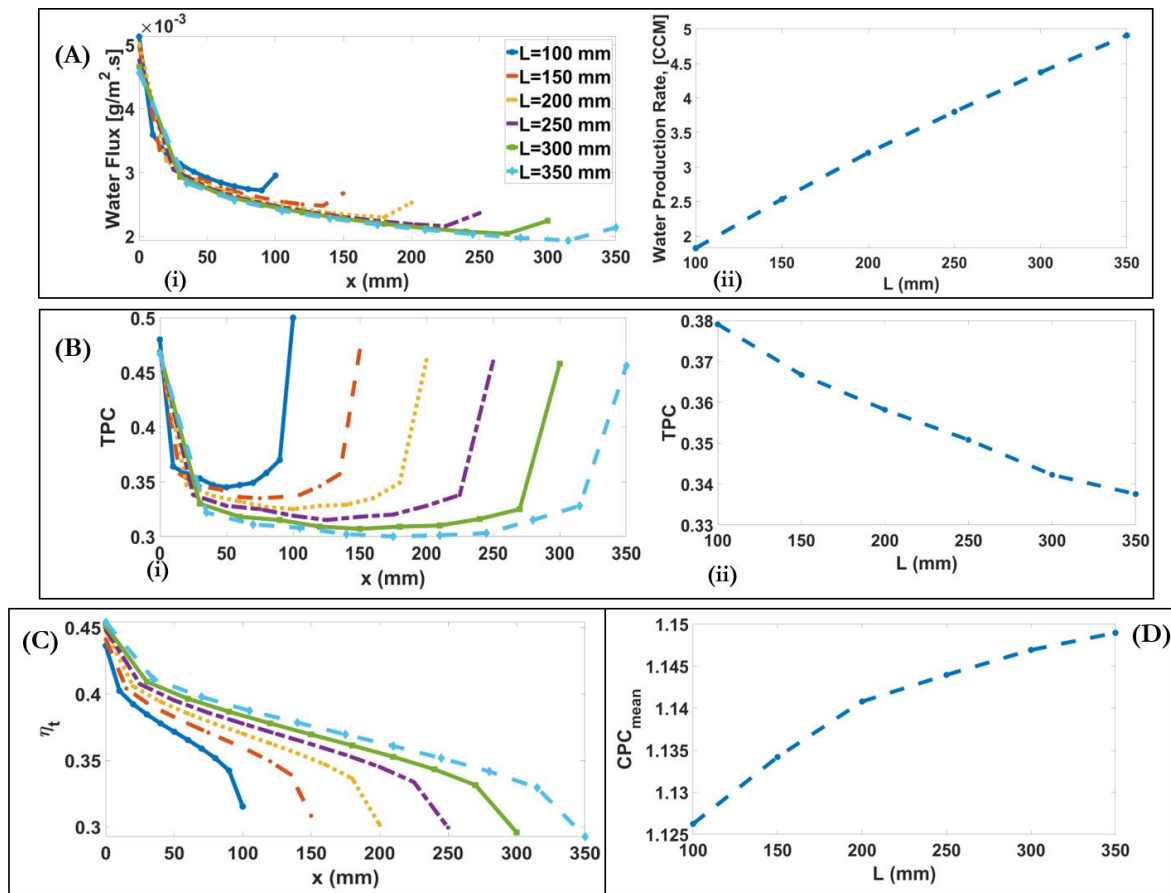 (A)
×10⁻³
5
4
3
2
Water Flux [g/m².s]
L=100 mm
L=150 mm
L=200 mm
L=250 mm
L=300 mm
L=350 mm
0 50 100 150 200 250 300 350
x (mm)
(i)
5
4.5
4
3.5
3
2.5
2
Water Production Rate, [CCM]
100 150 200 250 300 350
L (mm)
(ii)
(B)
0.5
0.45
0.4
0.35
0.3
TPC
0 50 100 150 200 250 300 350
x (mm)
(i)
0.38
0.37
0.36
0.35
0.34
0.33
TPC
100 150 200 250 300 350
L (mm)
(ii)
(C)
0.45
0.4
0.35
0.3
ηt
0 50 100 150 200 250 300 350
x (mm)
(D)
1.15
1.145
1.14
1.135
1.13
1.125
CPCmean
100 150 200 250 300 350
L (mm)